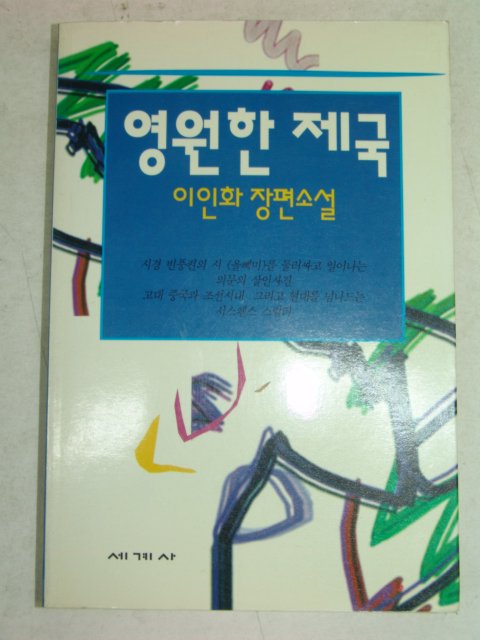 영원한 제국
이인화 장편소설
시경 빈풍편의 시 〈올빼미〉를 둘러싸고 일어나는
의문의 살인사건
고대 중국과 조선시대, 그리고 현대를 넘나드는
서스펜스 스릴러
세계사